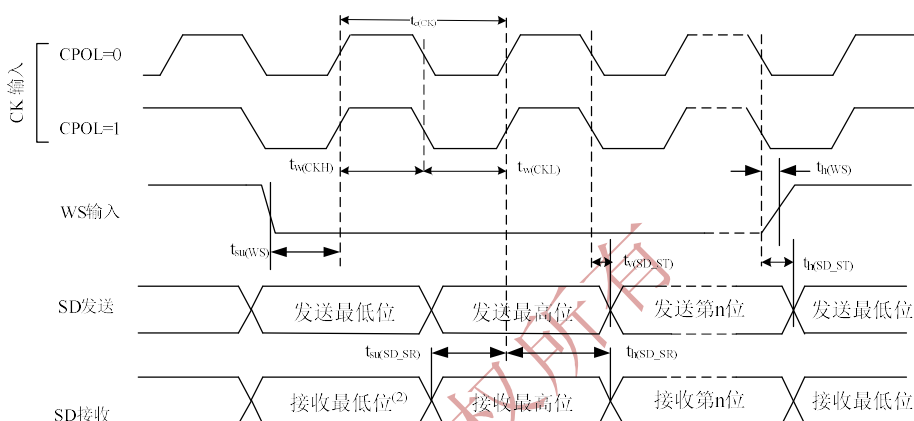 tc(CK)
CK 输入
CPOL=0
CPOL=1
tw(CKH)
tw(CKL)
th(WS)
WS输入
tsu(WS)
tv(SD_ST)
th(SD_ST)
SD发送
发送最低位
发送最高位
发送第n位
发送最低位
tsu(SD_SR)
th(SD_SR)
SD接收
接收最低位(2)
接收最高位
接收第n位
接收最低位
权所有